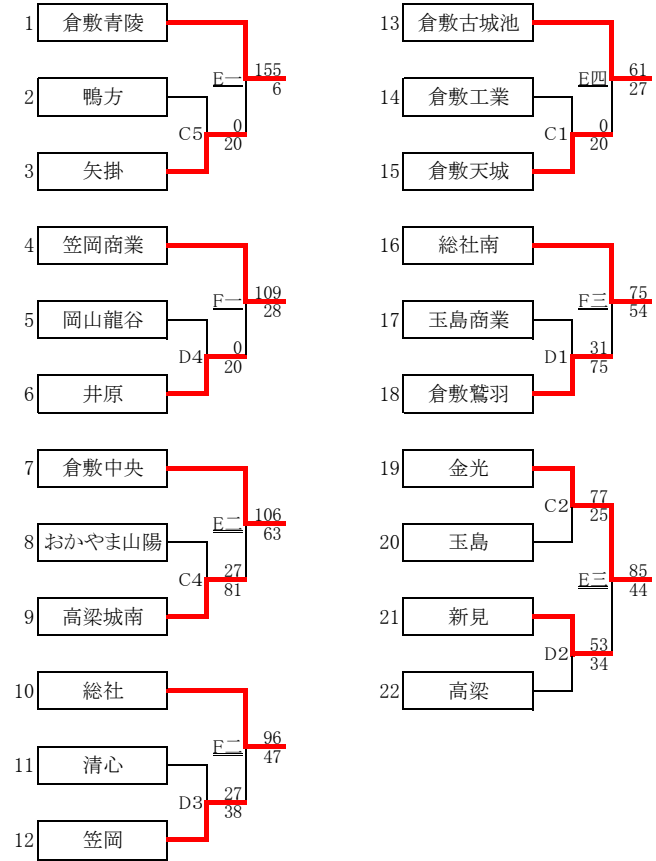 1 倉敷青陵
E一 155
6
2 鴨方
C5 0
20
3 矢掛
4 笠岡商業
F一 109
28
5 岡山龍谷
D4 0
20
6 井原
7 倉敷中央
E二 106
63
8 おかやま山陽
C4 27
81
9 高梁城南
10 総社
F二 96
47
11 清心
D3 27
38
12 笠岡
13 倉敷古城池
E四 61
27
14 倉敷工業
C1 0
20
15 倉敷天城
16 総社南
F三 75
54
17 玉島商業
D1 31
75
18 倉敷鷲羽
19 金光
C2 77
25
20 玉島
E三 85
44
21 新見
D2 53
34
22 高梁